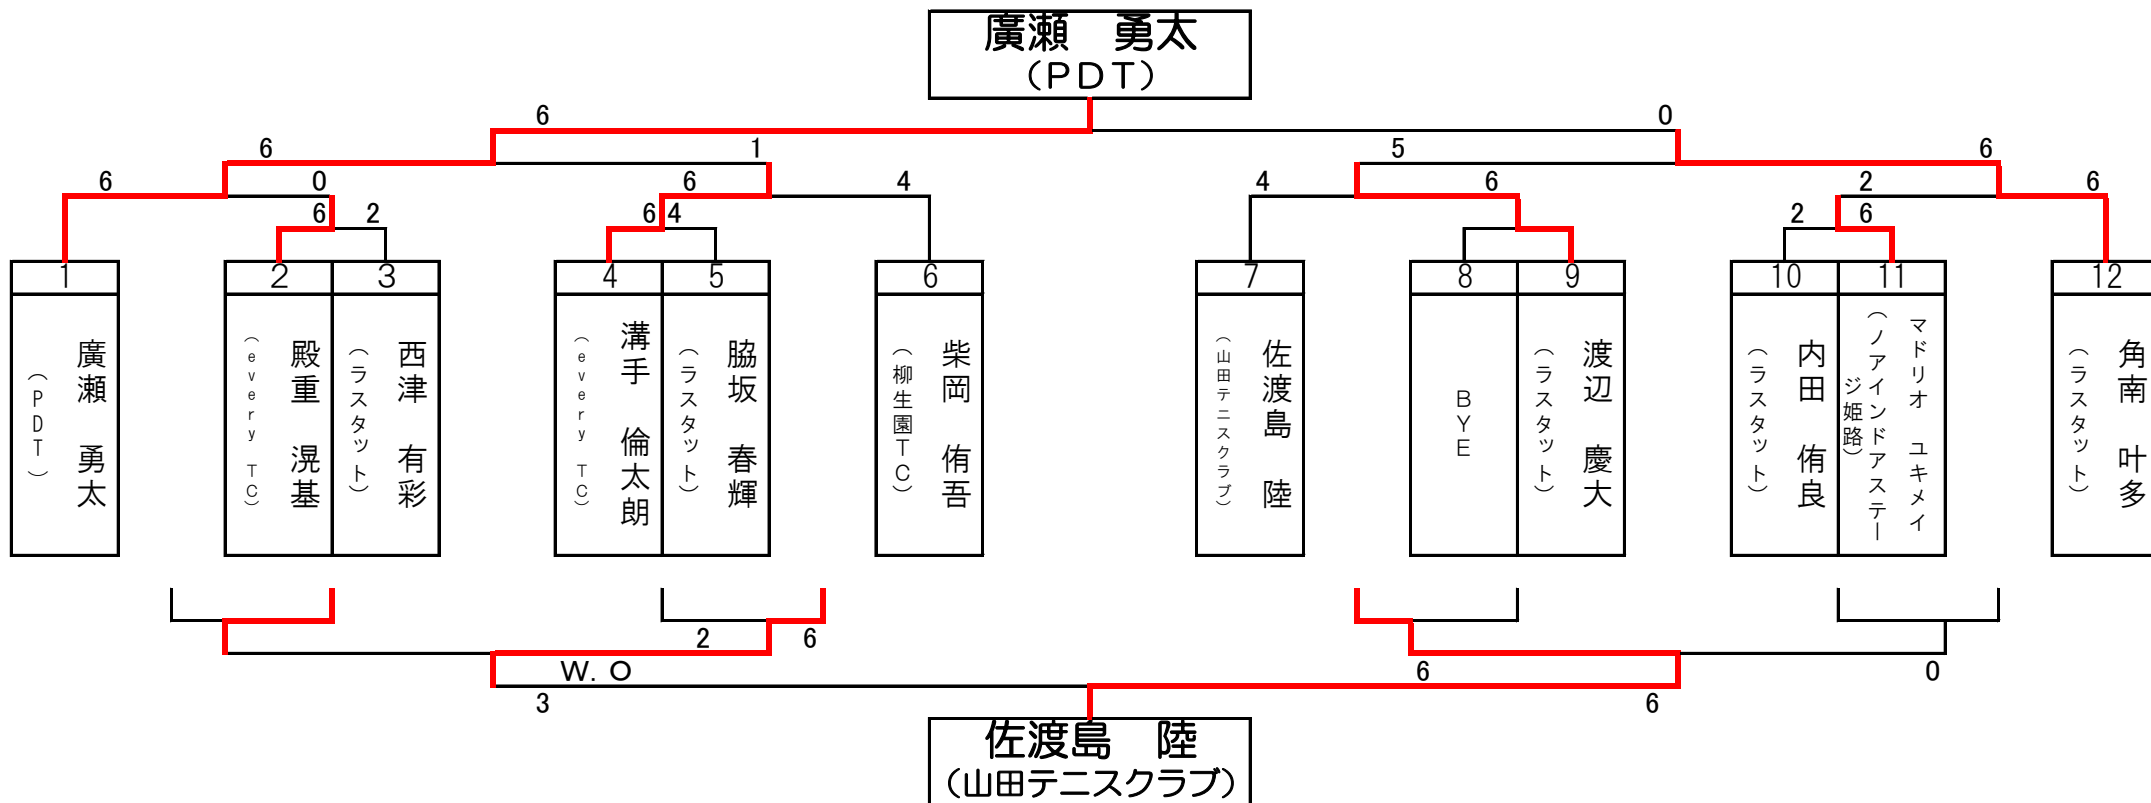 廣瀬　勇太
（ＰＤＴ）
6
0
6
1
5
6
6
0
6
4
4
6
2
6
6
2
6
4
2
6
1
2
3
4
5
6
7
8
9
10
11
12
廣瀬　勇太
（ＰＤＴ）
殿重　滉基
（every TC）
西津　有彩
（ラスタット）
溝手　倫太朗
（every TC）
脇坂　春輝
（ラスタット）
柴岡　侑吾
（柳生園TC）
佐渡島　陸
（山田テニスクラブ）
BYE
渡辺　慶大
（ラスタット）
内田　侑良
（ラスタット）
マドリオ　ユキメイ
（ノアインドアステー
ジ姫路）
角南　叶多
（ラスタット）
2
6
W.O
6
0
3
6
佐渡島　陸
（山田テニスクラブ）